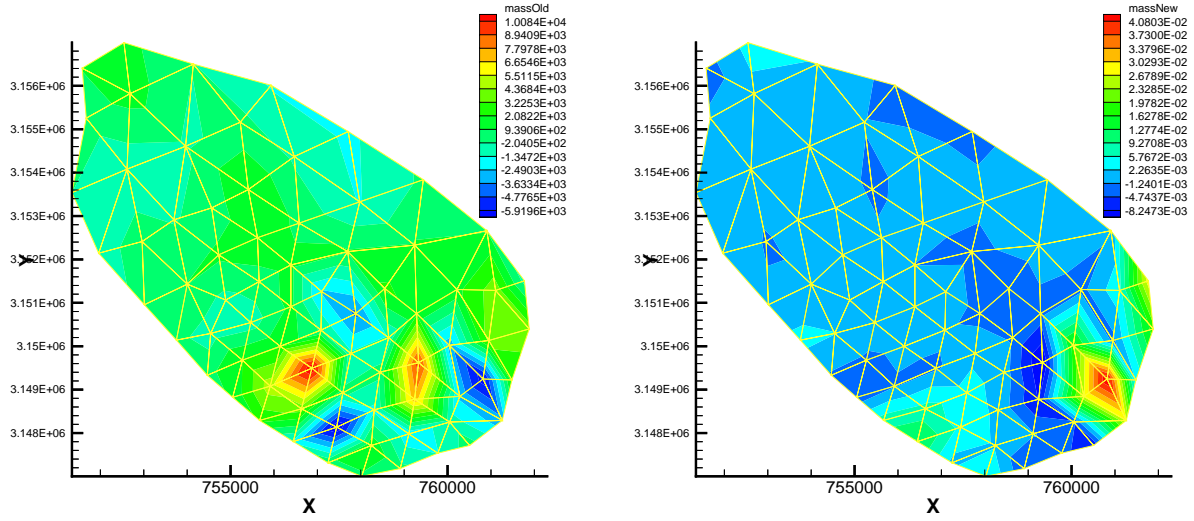 massOld
1.0084E+04
8.9409E+03
7.7978E+03
6.6546E+03
5.5115E+03
4.3684E+03
3.2253E+03
2.0822E+03
9.3906E+02
-2.0405E+02
-1.3472E+03
-2.4903E+03
-3.6334E+03
-4.7765E+03
-5.9196E+03
3.156E+06
3.155E+06
3.154E+06
3.153E+06
3.152E+06
3.151E+06
3.15E+06
3.149E+06
3.148E+06
Y
755000
760000
X
massNew
4.0803E-02
3.7300E-02
3.3796E-02
3.0293E-02
2.6789E-02
2.3285E-02
1.9782E-02
1.6278E-02
1.2774E-02
9.2708E-03
5.7672E-03
2.2635E-03
-1.2401E-03
-4.7437E-03
-8.2473E-03
3.156E+06
3.155E+06
3.154E+06
3.153E+06
3.152E+06
3.151E+06
3.15E+06
3.149E+06
3.148E+06
Y
755000
760000
X